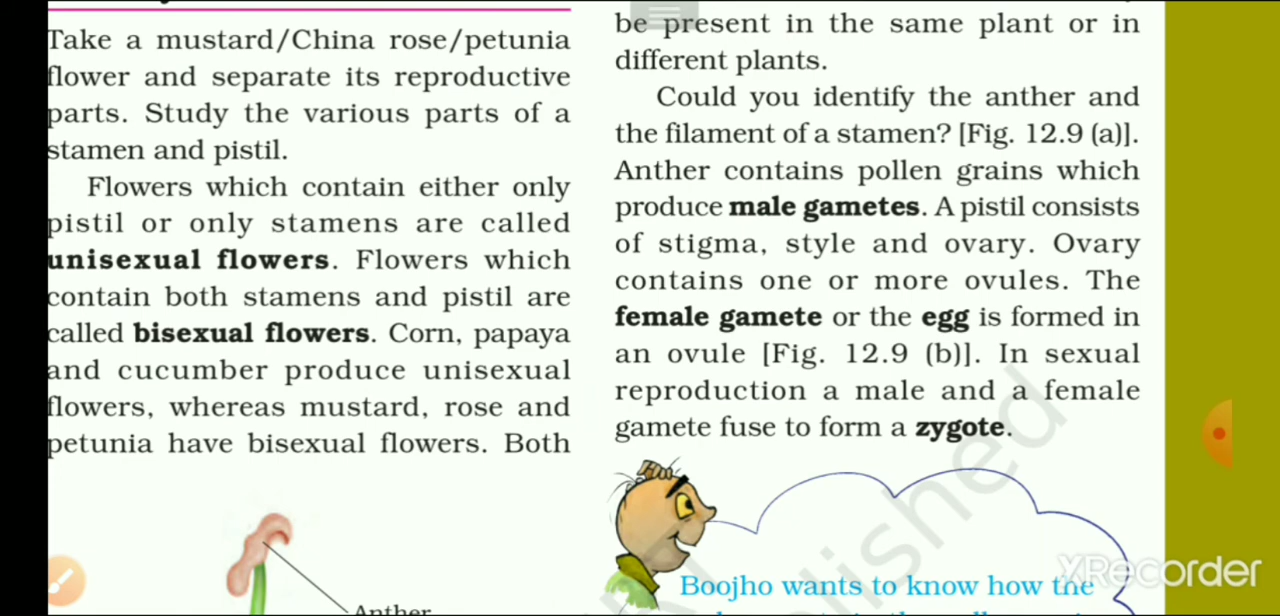 Take a mustard/China rose/petunia
flower and separate its reproductive
parts. Study the various parts of a
stamen and pistil.
Flowers which contain either only
pistil or only stamens are called
unisexual flowers. Flowers which
contain both stamens and pistil are
called bisexual flowers. Corn, papaya
and cucumber produce unisexual
flowers, whereas mustard, rose and
petunia have bisexual flowers. Both
Anther
be present in the same plant or in
different plants.
Could you identify the anther and
the filament of a stamen? [Fig. 12.9 (a)].
Anther contains pollen grains which
produce male gametes. A pistil consists
of stigma, style and ovary. Ovary
contains one or more ovules. The
female gamete or the egg is formed in
an ovule [Fig. 12.9 (b)]. In sexual
reproduction a male and a female
gamete fuse to form a zygote.
Boojho wants to know how the
XRecorder